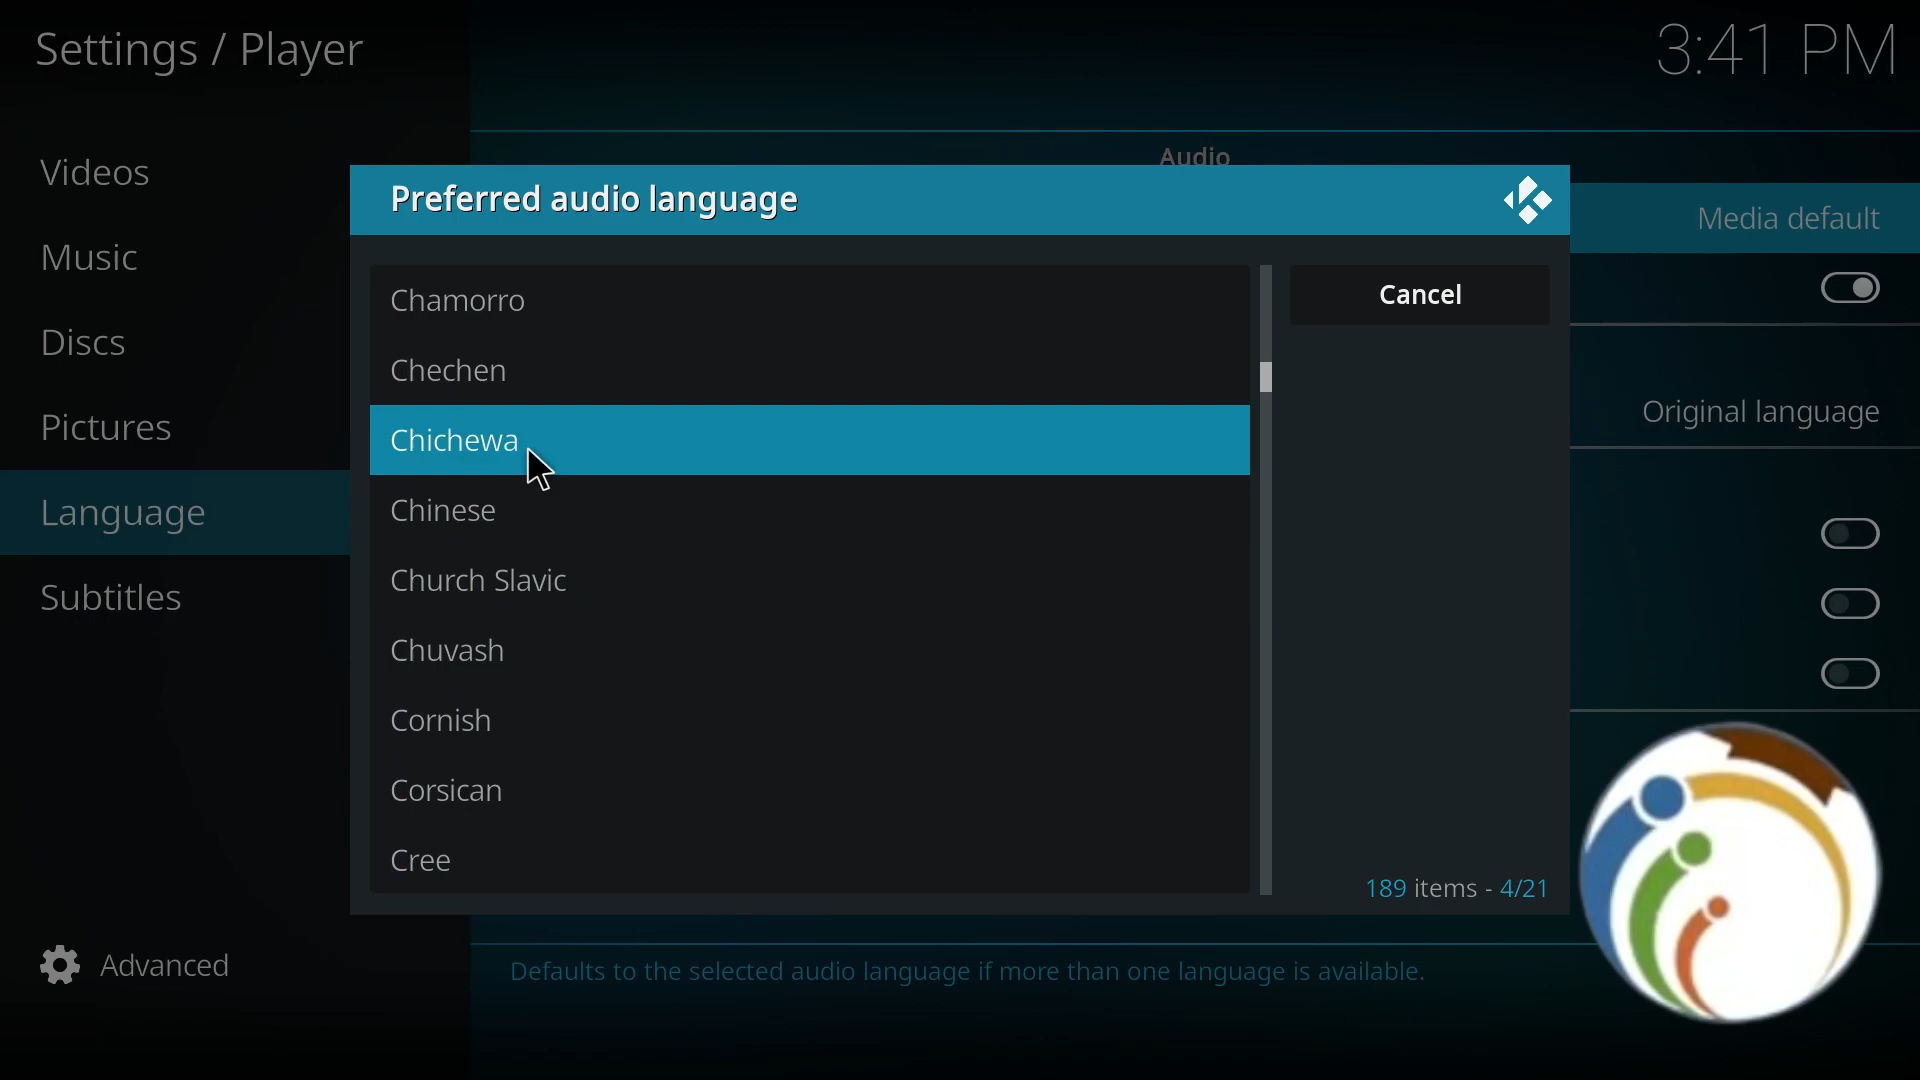 Settings / Player
3:41 PM
Videos
Music
Discs
Pictures
Language
Subtitles
Advanced
Audio
Preferred audio language
Chamorro
Chechen
Chichewa
Chinese
Church Slavic
Chuvash
Cornish
Corsican
Cree
Cancel
189 items - 4/21
Media default
Original language
Defaults to the selected audio language if more than one language is available.